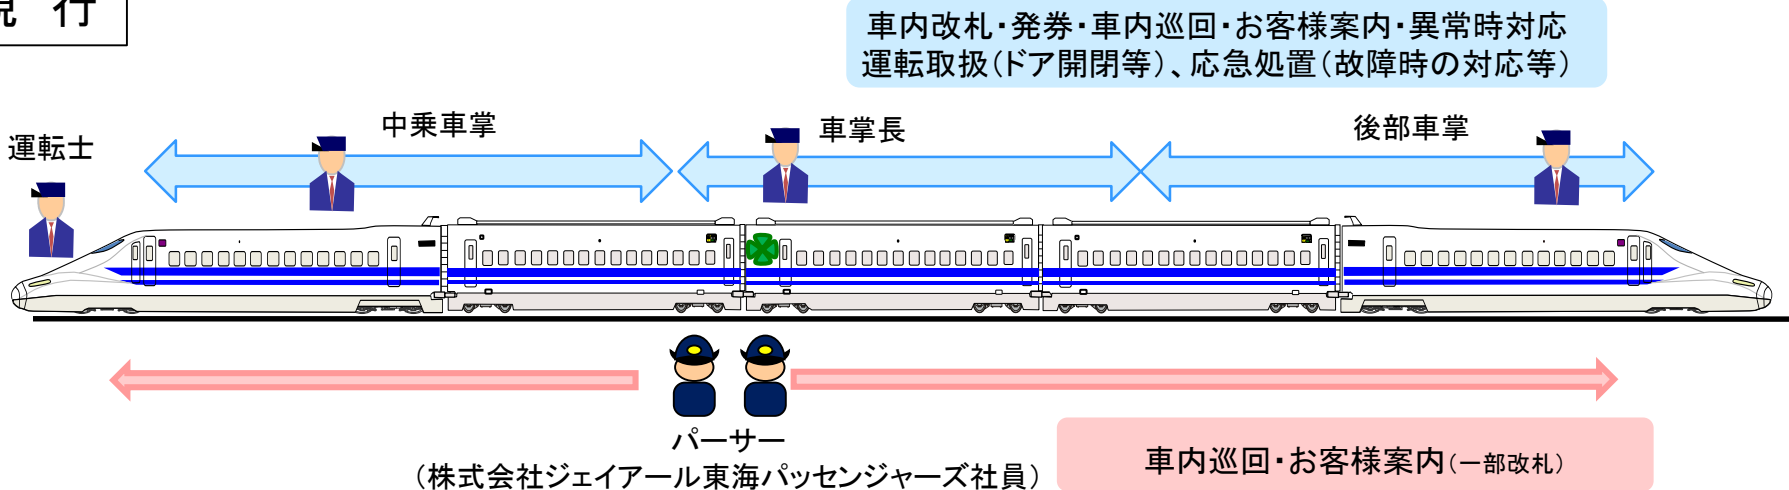 現 行
車内改札・発券・車内巡回・お客様案内・異常時対応
運転取扱(ドア開閉等)、応急処置(故障時の対応等)
運転士
中乗車掌
車掌長
後部車掌
パーサー
(株式会社ジェイアール東海パッセンジャーズ社員)
車内巡回・お客様案内(一部改札)